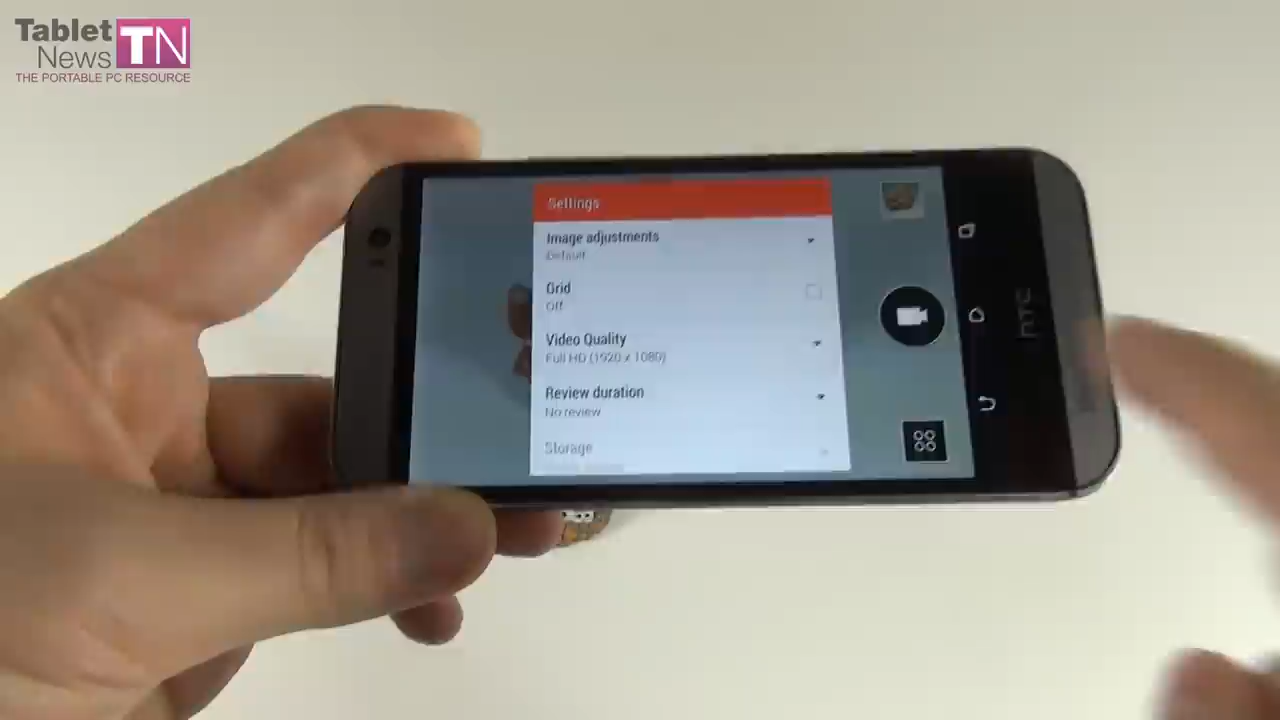 Tablet
News TN
THE PORTABLE PC RESOURCE
Settings
Image adjustments
Default
Grid
Off
Video Quality
Full HD (1920 x 1080)
Review duration
No review
Storage
HTC